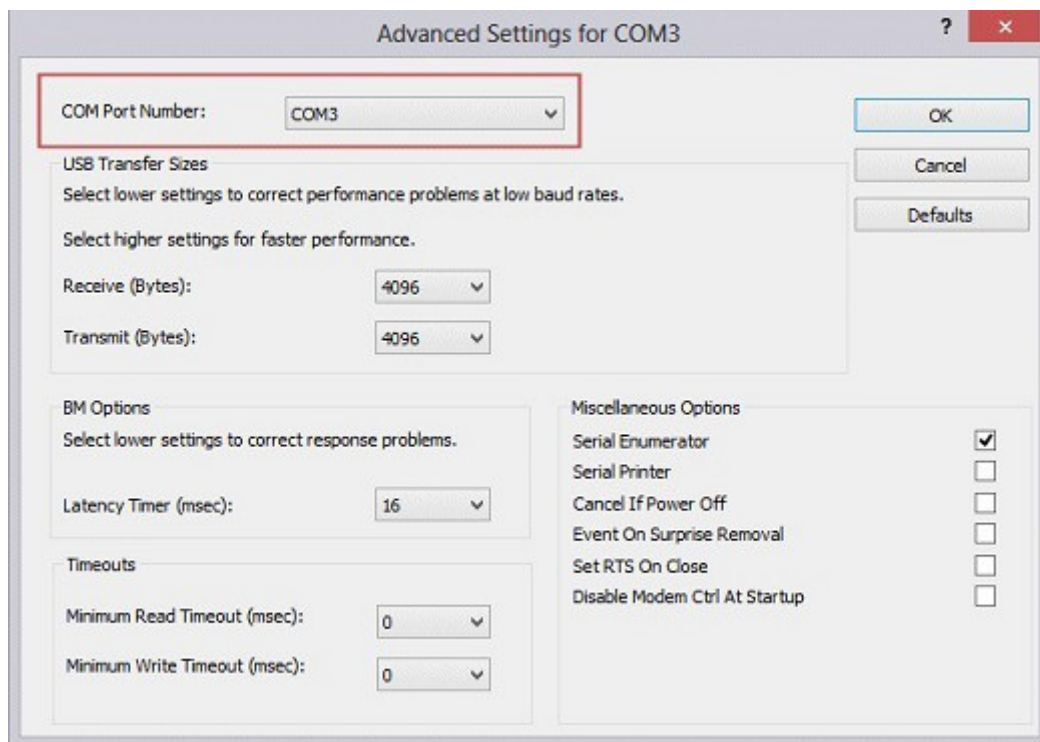 Advanced Settings for COM3
?
COM Port Number:
COM3
OK
USB Transfer Sizes
Cancel
Select lower settings to correct performance problems at low baud rates.
Defaults
Select higher settings for faster performance.
Receive (Bytes):
4096
Transmit (Bytes):
4096
BM Options
Select lower settings to correct response problems.
Latency Timer (msec):
16
Timeouts
Minimum Read Timeout (msec):
0
Minimum Write Timeout (msec):
0
Miscellaneous Options
Serial Enumerator
Serial Printer
Cancel If Power Off
Event On Surprise Removal
Set RTS On Close
Disable Modem Ctrl At Startup